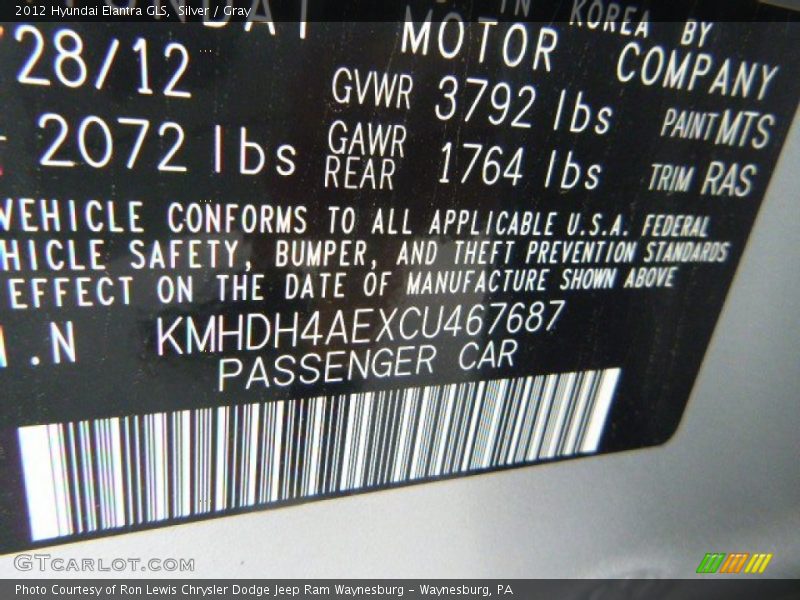 2012 Hyundai Elantra GLS, Silver / Gray
IN KOREA BY
MOTOR COMPANY
28/12 GVWR 3792 lbs PAINT MTS
2072 lbs GAWR REAR 1764 lbs TRIM RAS
VEHICLE CONFORMS TO ALL APPLICABLE U.S.A. FEDERAL
HICLE SAFETY, BUMPER, AND THEFT PREVENTION STANDARDS
EFFECT ON THE DATE OF MANUFACTURE SHOWN ABOVE
.N KMHDH4AEXCU467687
PASSENGER CAR
GTCARLOT.COM
Photo Courtesy of Ron Lewis Chrysler Dodge Jeep Ram Waynesburg - Waynesburg, PA